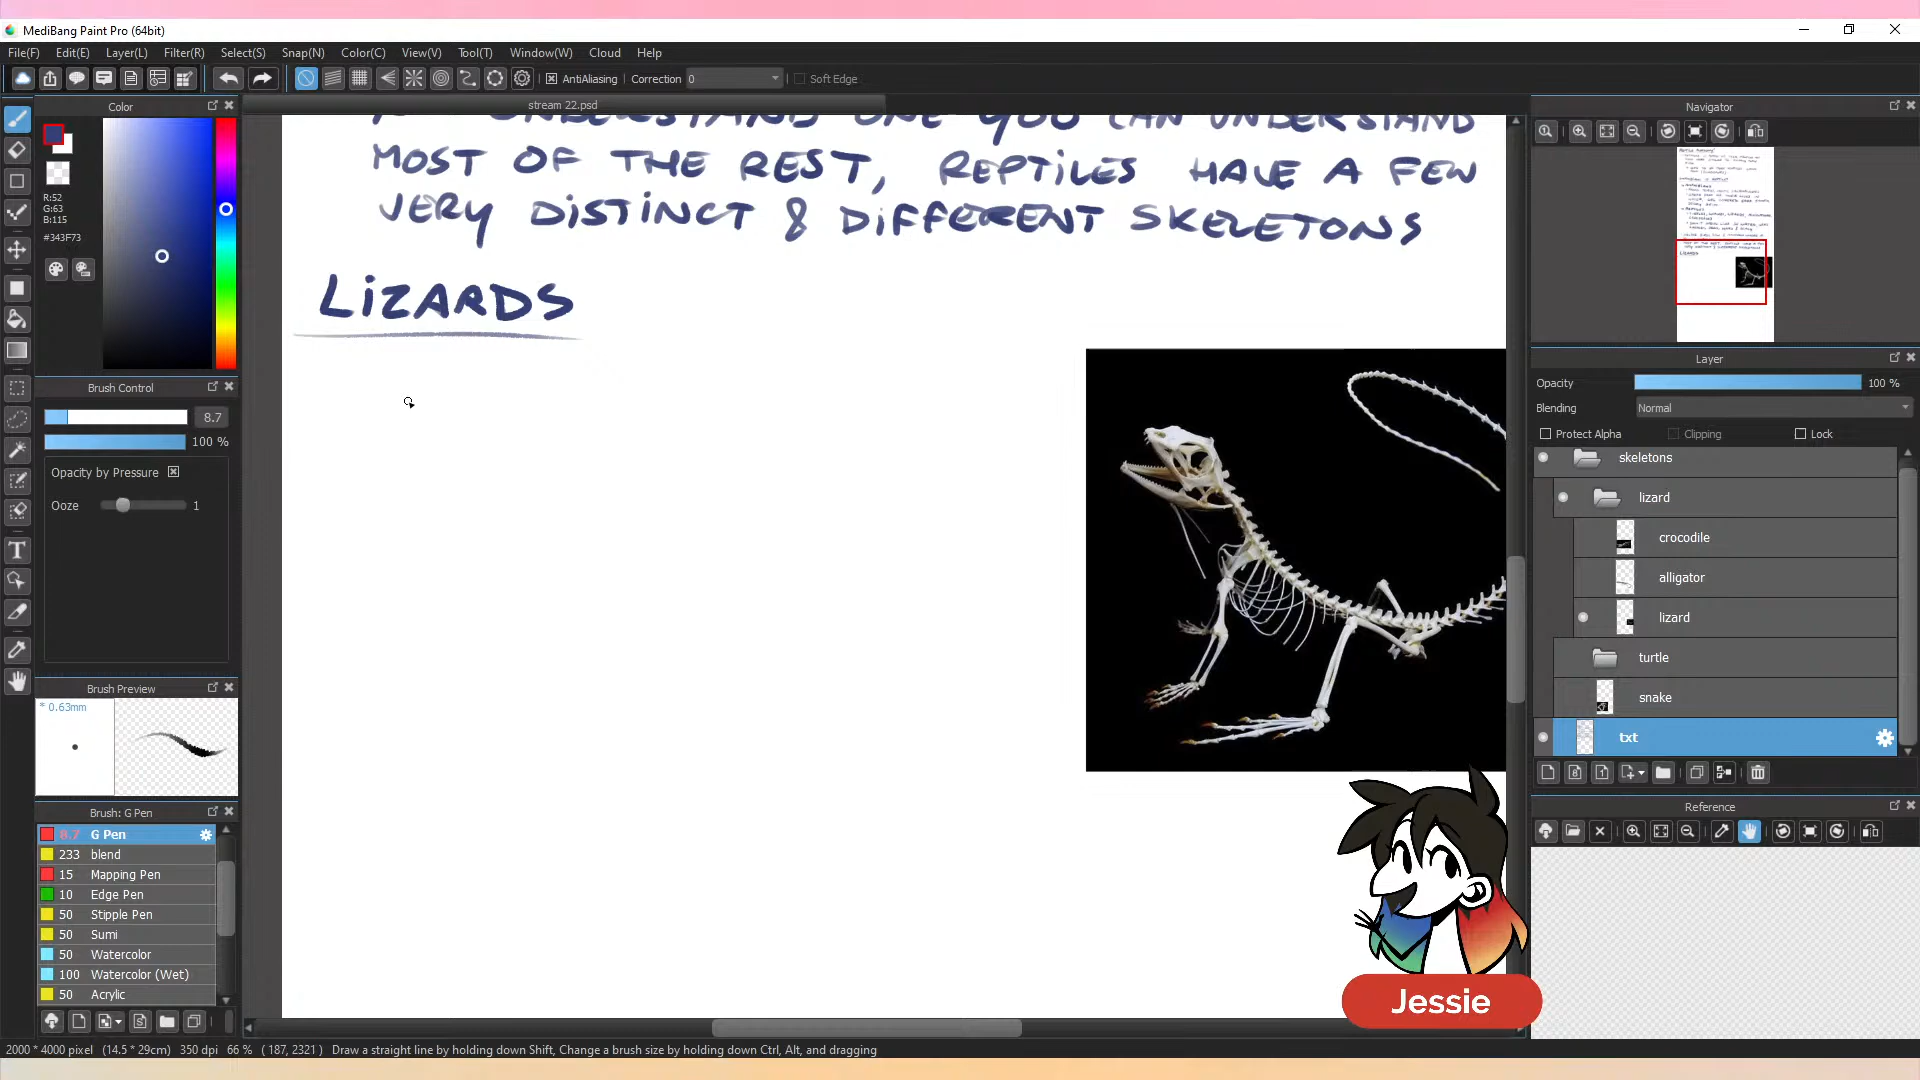 MediBang Paint Pro (64bit)
File(F) Edit(E) Layer(L) Filter(R) Select(S) Snap(N) Color(C) View(V) Tool(T) Window(W) Cloud Help
AntiAliasing Correction 0 Soft Edge
Color
stream 22.psd
Navigator
R:52
G:63
B:115
#343F73
UNDERSTAND ONE YOU CAN UNDERSTAND
MOST OF THE REST, REPTILES HAVE A FEW
VERY DISTINCT & DIFFERENT SKELETONS
LIZARDS
Brush Control
8.7
100 %
Opacity by Pressure
Ooze 1
Brush Preview
* 0.63mm
Brush: G Pen
8.7 G Pen
233 blend
15 Mapping Pen
10 Edge Pen
50 Stipple Pen
50 Sumi
50 Watercolor
100 Watercolor (Wet)
50 Acrylic
Layer
Opacity 100 %
Blending Normal
Protect Alpha Clipping Lock
skeletons
lizard
crocodile
alligator
lizard
turtle
snake
txt
Reference
Jessie
2000 * 4000 pixel (14.5 * 29cm) 350 dpi 66 % ( 187, 2321 ) Draw a straight line by holding down Shift, Change a brush size by holding down Ctrl, Alt, and dragging